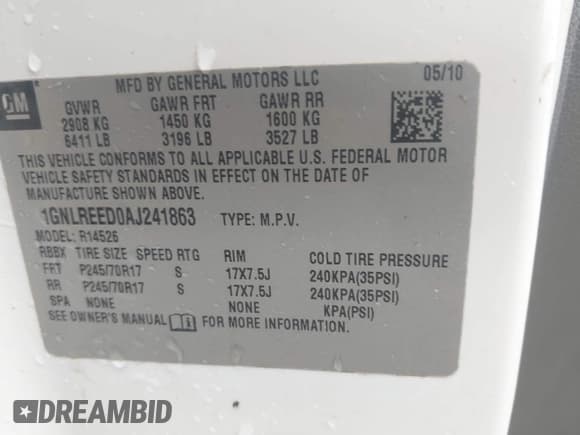 MFD BY GENERAL MOTORS LLC 05/10
GM
GVWR GAWR FRT GAWR RR
2908 KG 1450 KG 1600 KG
6411 LB 3196 LB 3527 LB
THIS VEHICLE CONFORMS TO ALL APPLICABLE U.S. FEDERAL MOTOR
VEHICLE SAFETY STANDARDS IN EFFECT ON THE DATE OF
MANUFACTURE SHOWN ABOVE.
1GNLREED0AJ241863 TYPE: M.P.V.
MODEL: R14526
RBBX TIRE SIZE SPEED RTG RIM COLD TIRE PRESSURE
FRT P245/70R17 S 17X7.5J 240KPA(35PSI)
RR P245/70R17 S 17X7.5J 240KPA(35PSI)
SPA NONE NONE KPA(PSI)
SEE OWNER'S MANUAL FOR MORE INFORMATION.
DREAMBID